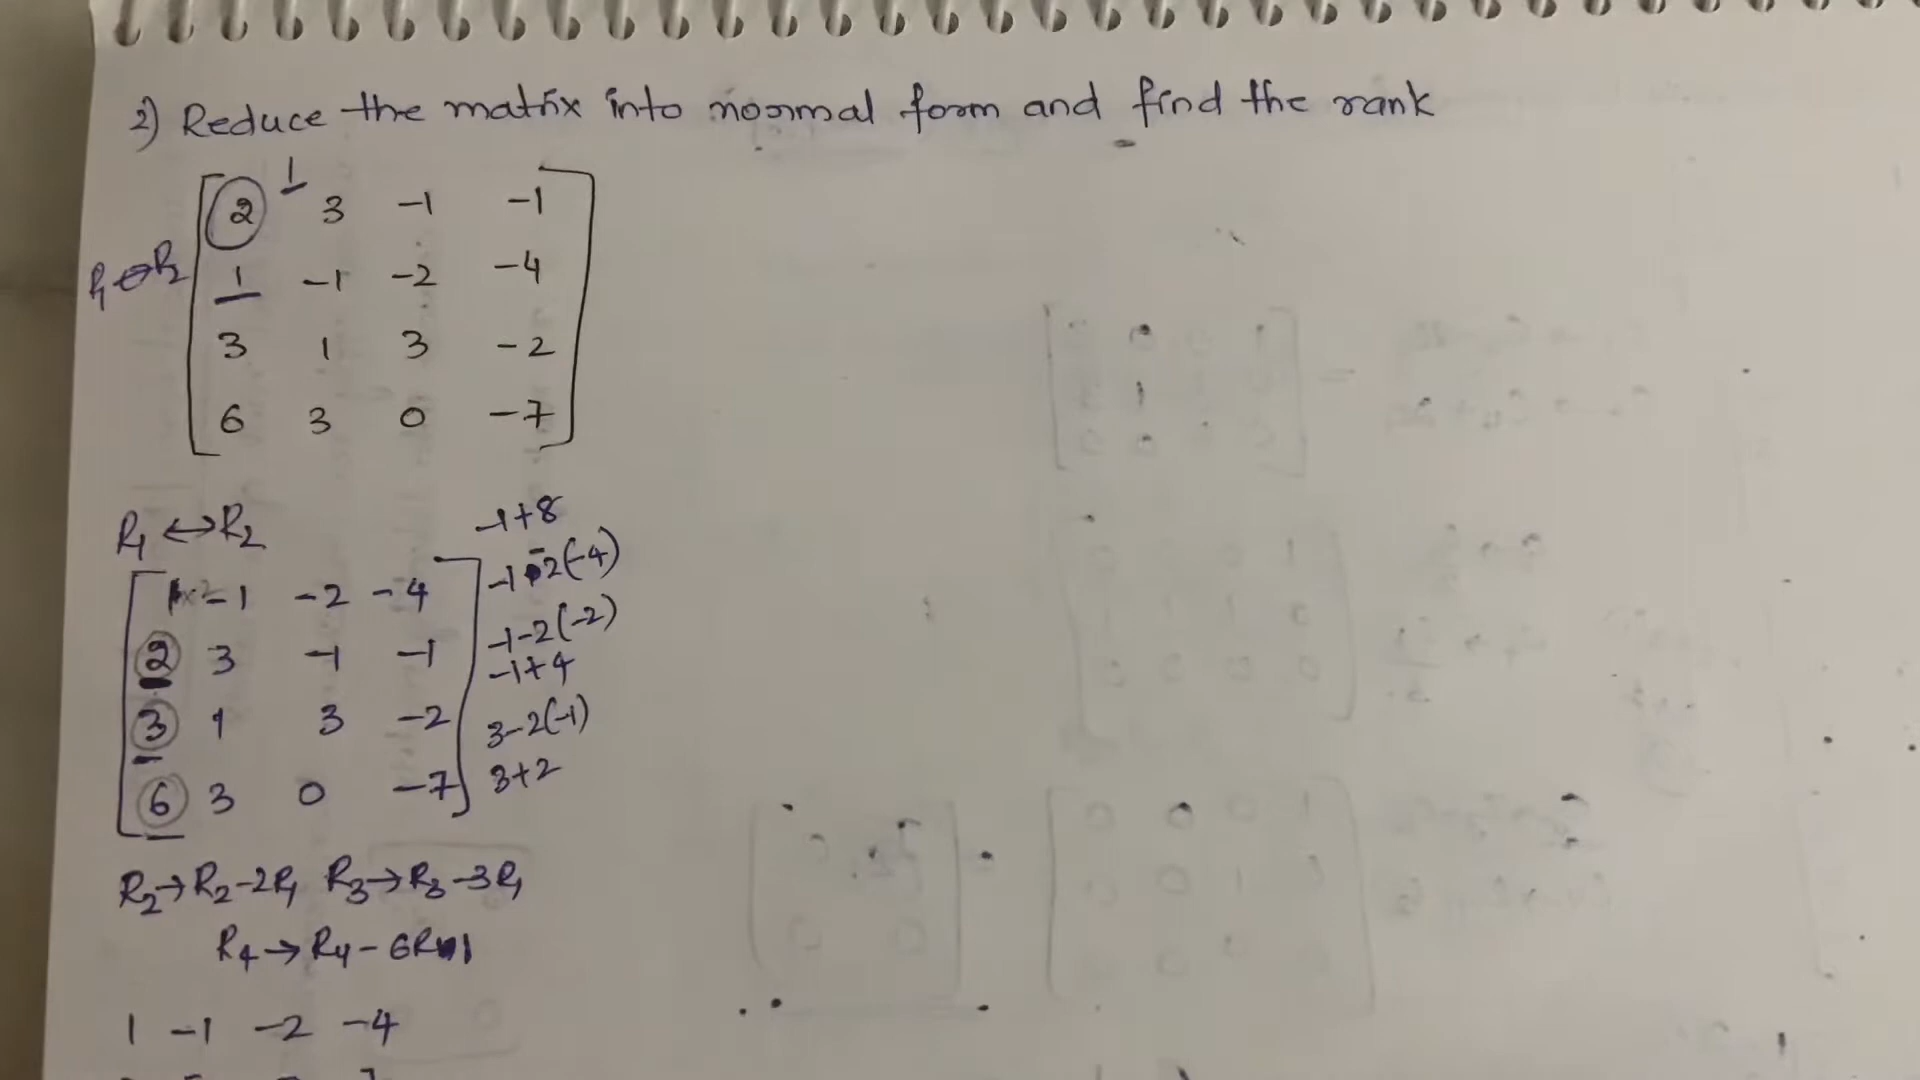 2) Reduce the matrix into normal form and find the rank
1
2 3 -1 -1
R1↔R2 1 -1 -2 -4
3 1 3 -2
6 3 0 -7
R1 ↔ R2
-1+8
1 -1 -2 -4 -1-2(-4)
2 3 -1 -1 -1-2(-2)
-1+4
3 1 3 -2 3-2(-1)
6 3 0 -7 3+2
R2→R2-2R1 R3→R3-3R1
R4→R4-6R1
1 -1 -2 -4